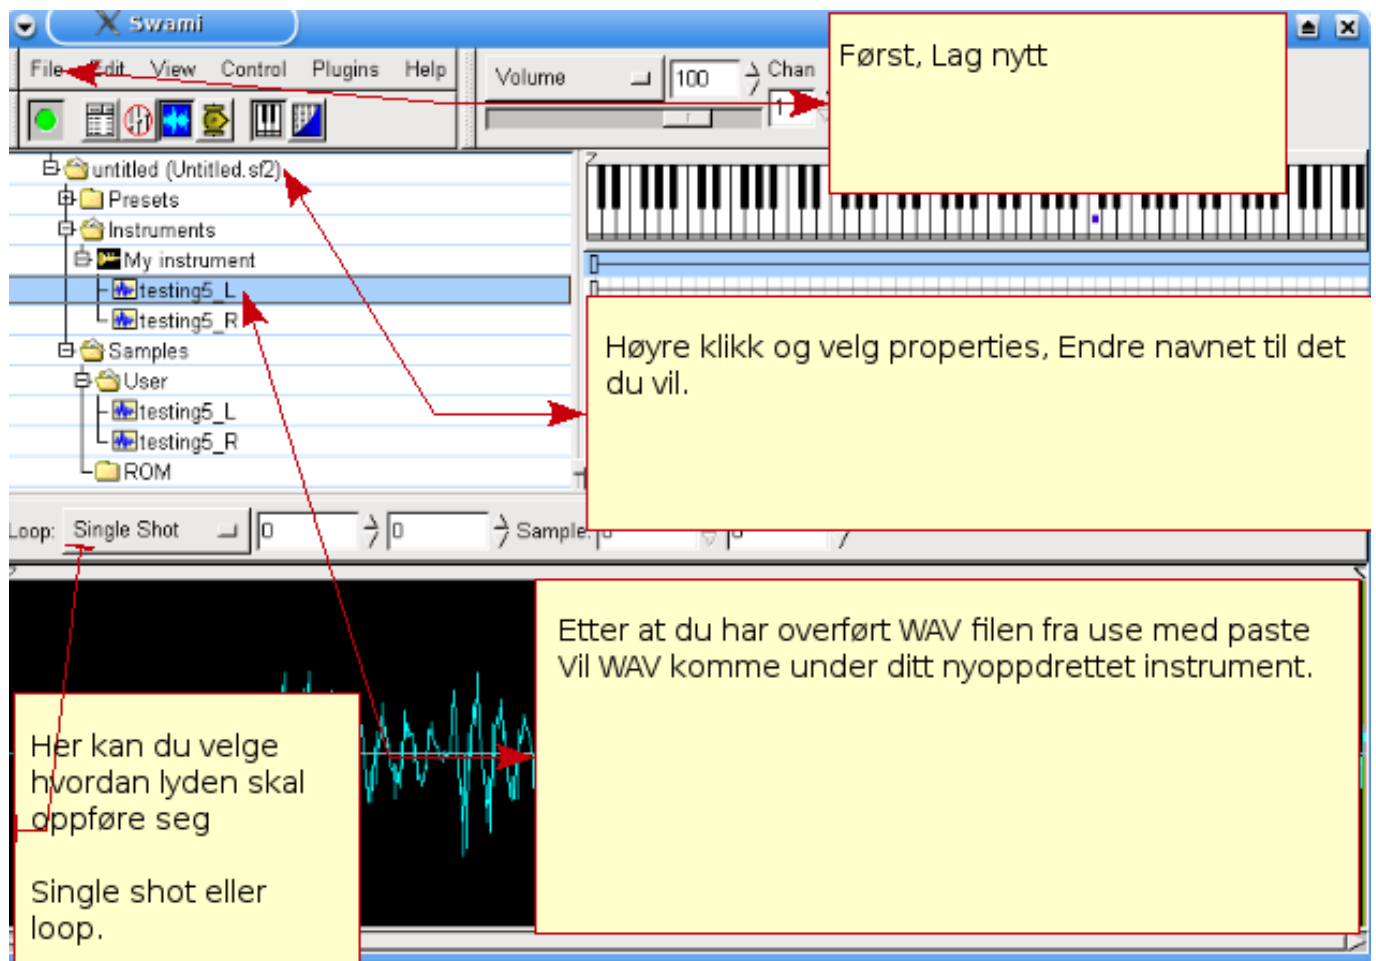 Swami
File Edit View Control Plugins Help
Volume 100 Chan
1
Først, Lag nytt
untitled (Untitled.sf2)
Presets
Instruments
My instrument
testing5_L
testing5_R
Samples
User
testing5_L
testing5_R
ROM
Høyre klikk og velg properties, Endre navnet til det
du vil.
Loop: Single Shot 0 0 Sample: 0 0
Etter at du har overført WAV filen fra use med paste
Vil WAV komme under ditt nyoppdrettet instrument.
Her kan du velge
hvordan lyden skal
oppføre seg
Single shot eller
loop.